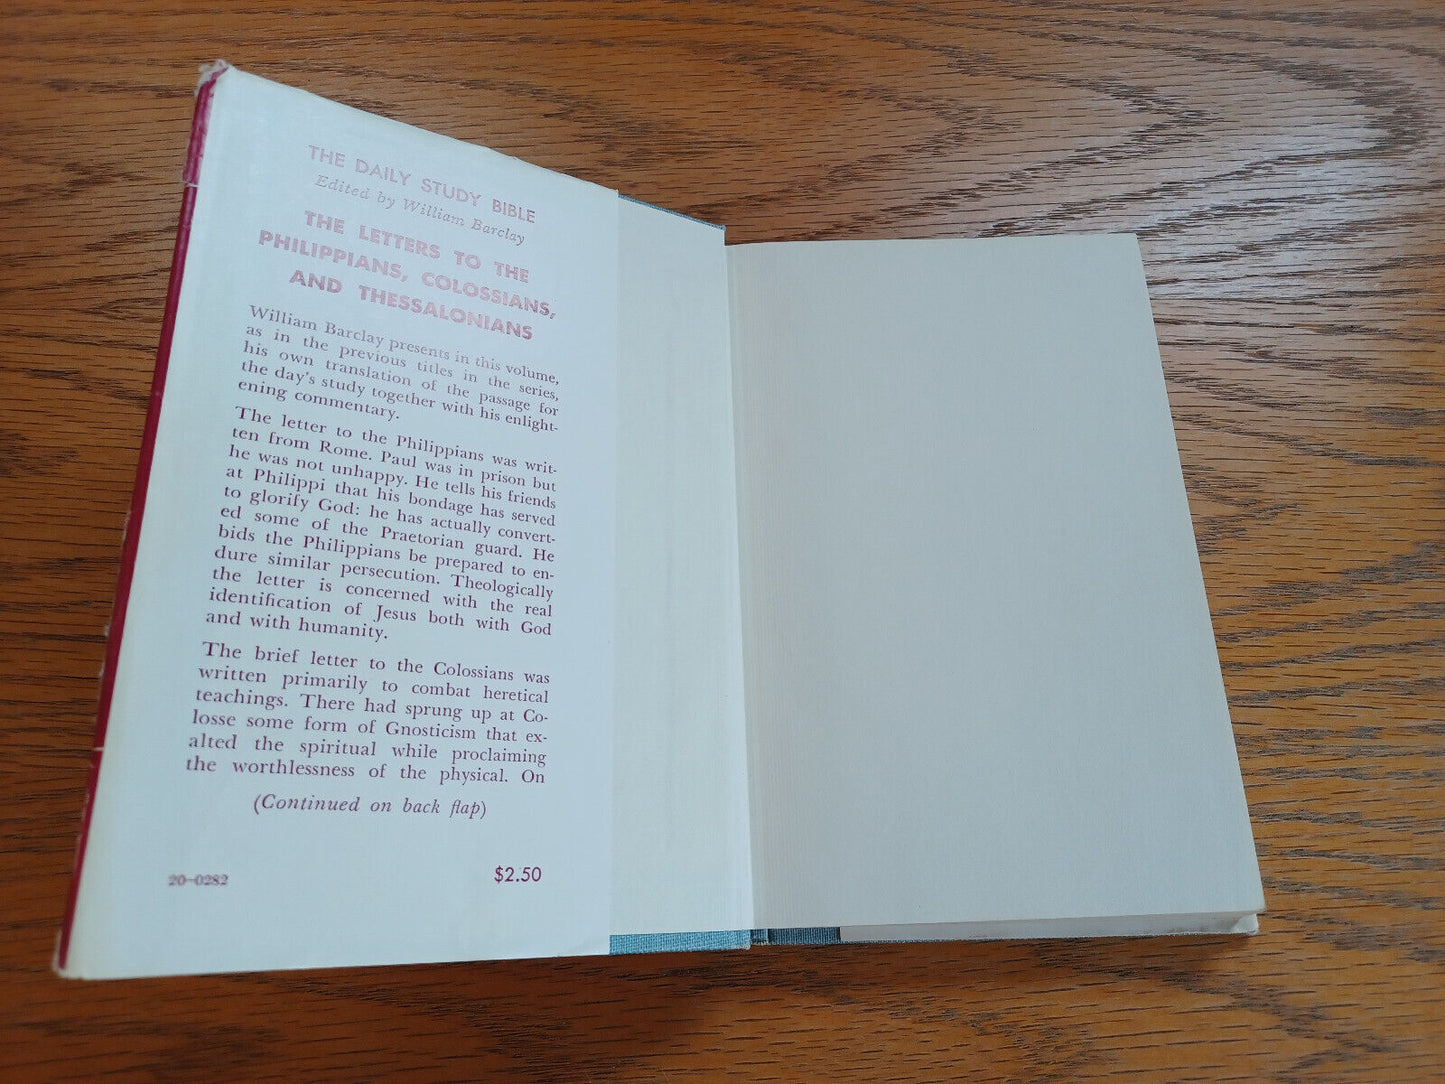 THE DAILY STUDY BIBLE
Edited by William Barclay
THE LETTERS TO THE
PHILIPPIANS, COLOSSIANS,
AND THESSALONIANS
William Barclay presents in this volume,
as in the previous titles in the series,
his own translation of the passage for
the day's study together with his enlight-
ening commentary.
The letter to the Philippians was writ-
ten from Rome. Paul was in prison but
he was not unhappy. He tells his friends
at Philippi that his bondage has served
to glorify God: he has actually convert-
ed some of the Praetorian guard. He
bids the Philippians be prepared to en-
dure similar persecution. Theologically
the letter is concerned with the real
identification of Jesus both with God
and with humanity.
The brief letter to the Colossians was
written primarily to combat heretical
teachings. There had sprung up at Co-
losse some form of Gnosticism that ex-
alted the spiritual while proclaiming
the worthlessness of the physical. On
(Continued on back flap)
20-0282 $2.50